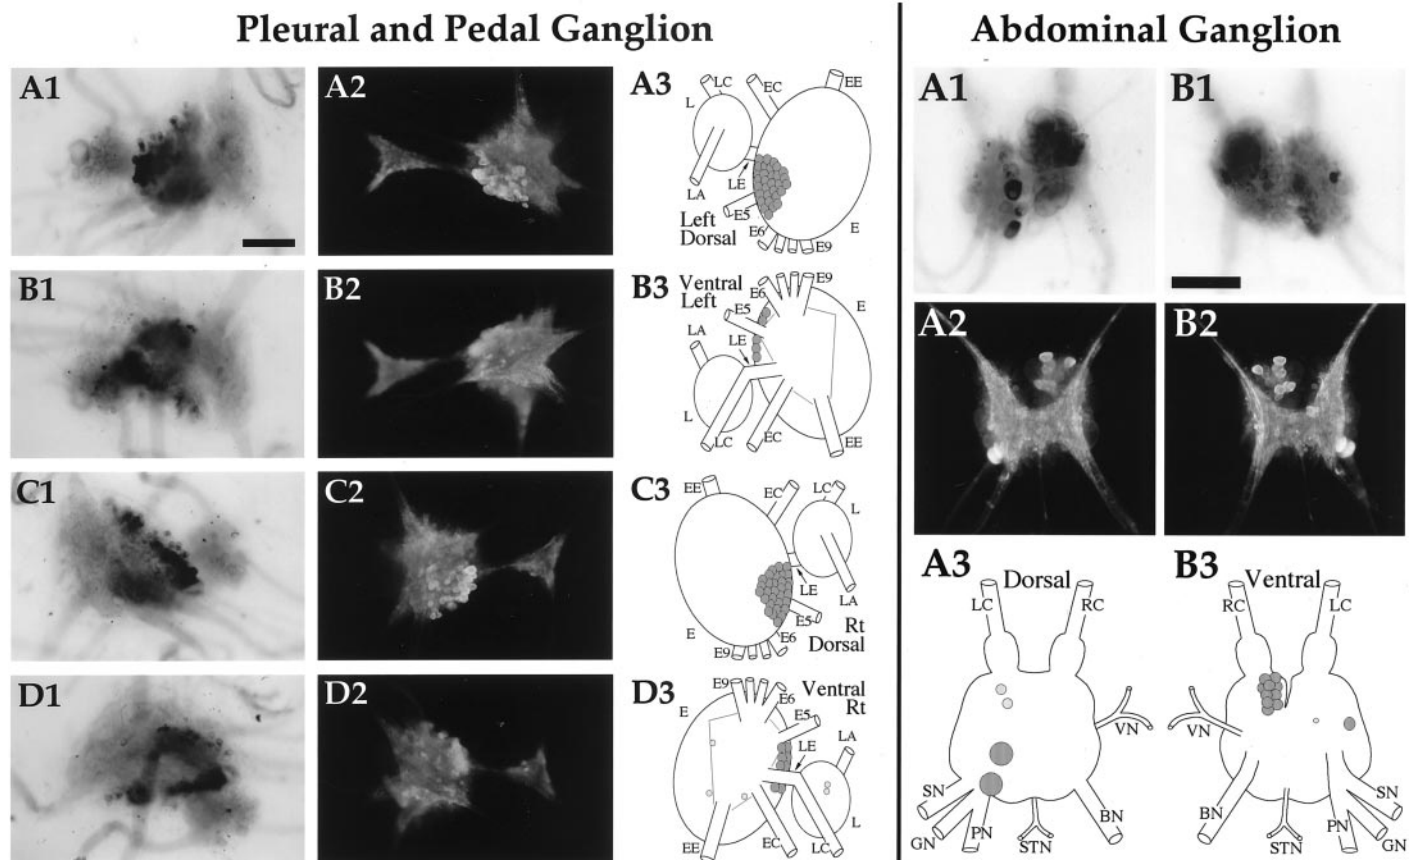 Pleural and Pedal Ganglion
Abdominal Ganglion
A1
A2
A3
LC
EC
EE
L
LE
LA
E5
Left
Dorsal
E6
E9
E
B1
B2
B3
Ventral
Left
E6
E9
E
E5
LA
LE
L
LC
EC
EE
C1
C2
C3
EE
EC
LC
L
LE
LA
E5
Rt
Dorsal
E
E6
E9
D1
D2
D3
E9
Ventral
Rt
E
E6
E5
LA
LE
L
EE
EC
LC
A1
B1
A2
B2
A3
Dorsal
LC
RC
VN
SN
GN
PN
STN
BN
B3
Ventral
RC
LC
VN
BN
STN
PN
SN
GN